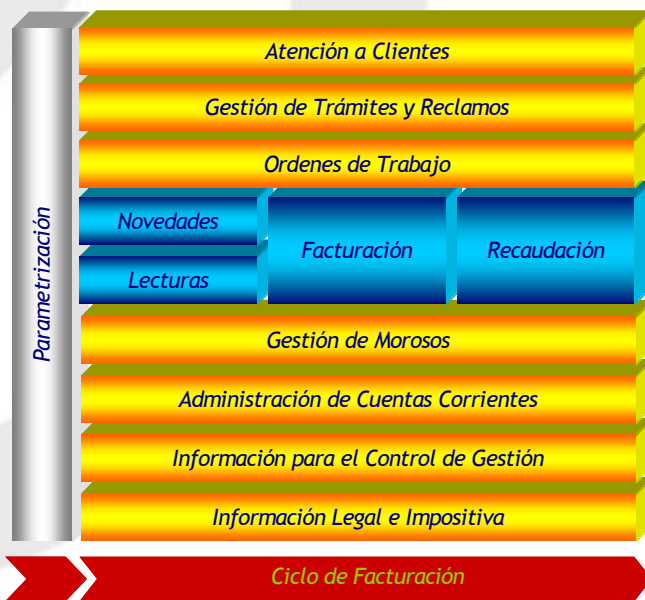 Atención a Clientes
Gestión de Trámites y Reclamos
Ordenes de Trabajo
Parametrización
Novedades
Lecturas
Facturación
Recaudación
Gestión de Morosos
Administración de Cuentas Corrientes
Información para el Control de Gestión
Información Legal e Impositiva
Ciclo de Facturación